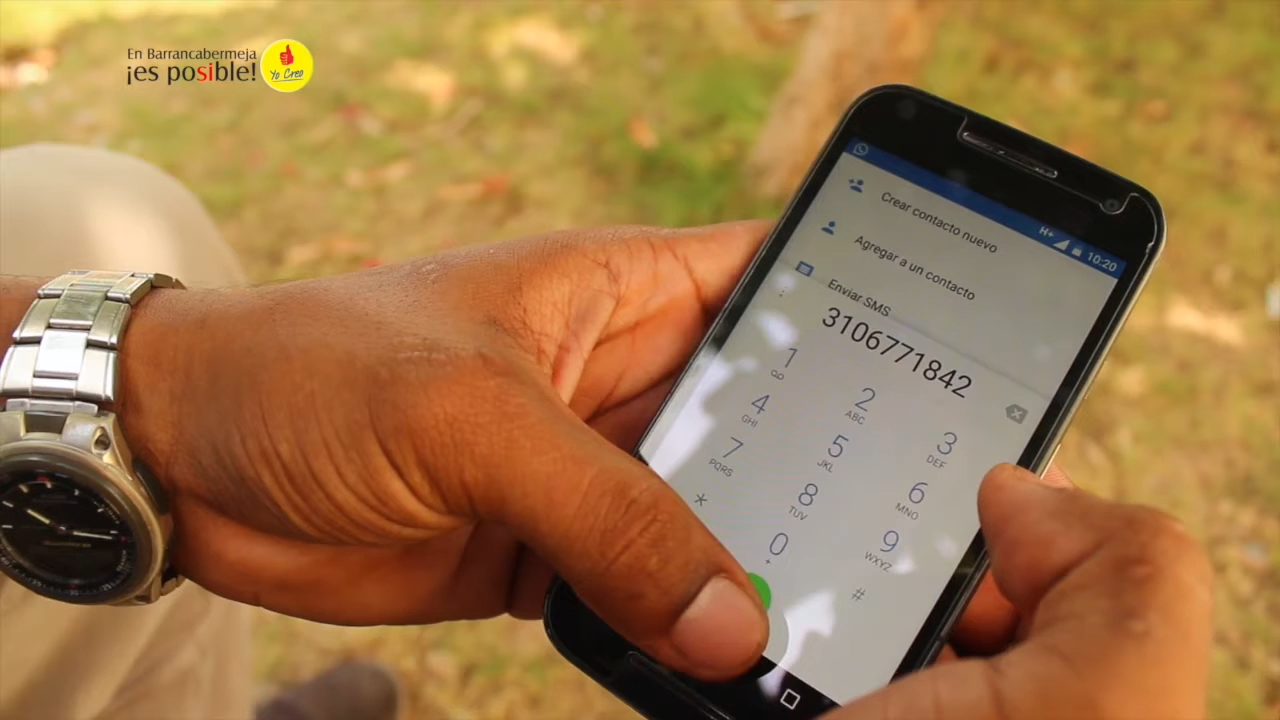 En Barrancabermeja
¡es posible!
Yo Creo
H+ 10:20
Crear contacto nuevo
Agregar a un contacto
Enviar SMS
3106771842
1
2 ABC
3 DEF
4 GHI
5 JKL
6 MNO
7 PQRS
8 TUV
9 WXYZ
*
0 +
#